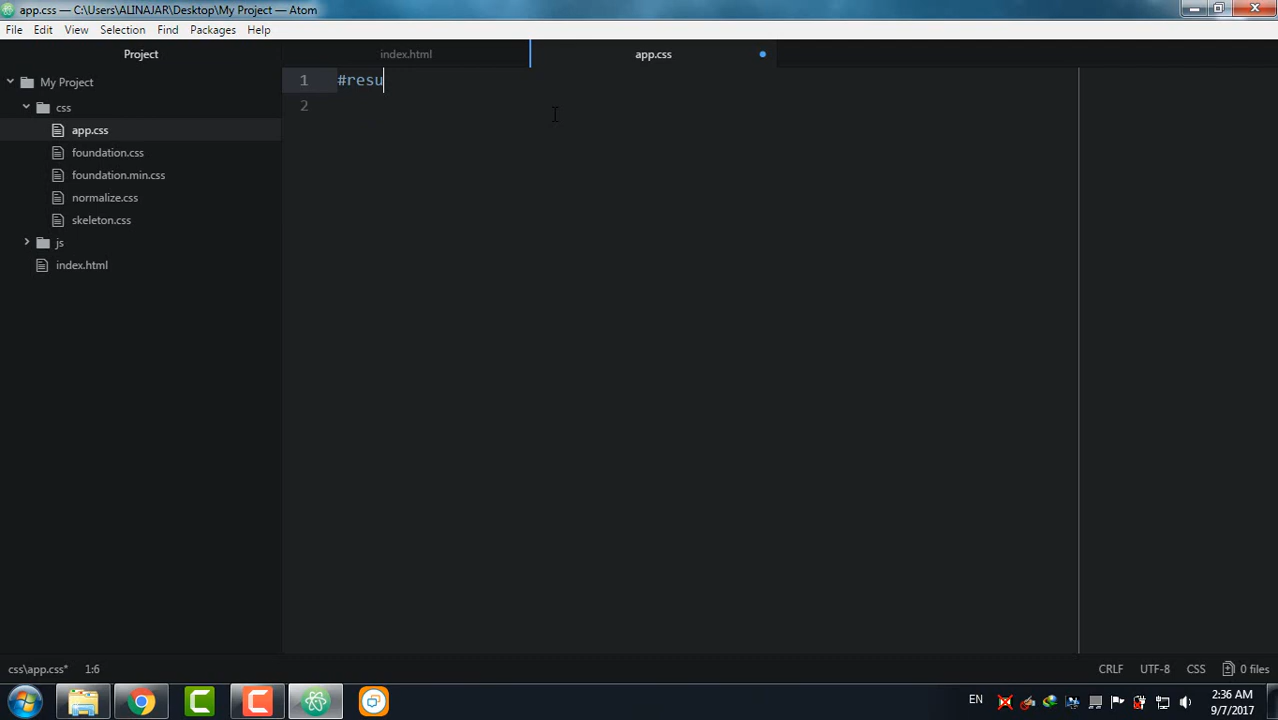 app.css — C:\Users\ALINAJAR\Desktop\My Project — Atom
File Edit View Selection Find Packages Help
Project
index.html
app.css
My Project
css
app.css
foundation.css
foundation.min.css
normalize.css
skeleton.css
js
index.html
1 #resu
2
css\app.css* 1:6
CRLF UTF-8 CSS 0 files
EN
2:36 AM
9/7/2017